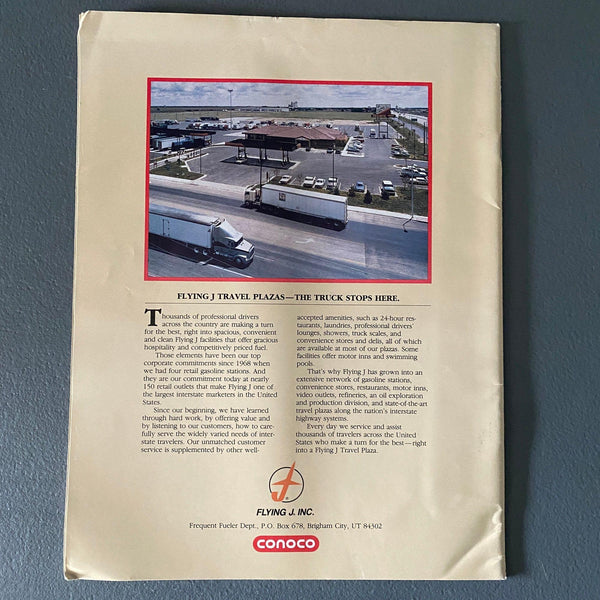 FLYING J TRAVEL PLAZAS—THE TRUCK STOPS HERE.
Thousands of professional drivers
across the country are making a turn
for the best, right into spacious, convenient
and clean Flying J facilities that offer gracious
hospitality and competitively priced fuel.
Those elements have been our top
corporate commitments since 1968 when
we had four retail gasoline stations. And
they are our commitment today at nearly
150 retail outlets that make Flying J one of
the largest interstate marketers in the United
States.
Since our beginning, we have learned
through hard work, by offering value and
by listening to our customers, how to care-
fully serve the widely varied needs of inter-
state travelers. Our unmatched customer
service is supplemented by other well-
accepted amenities, such as 24-hour res-
taurants, laundries, professional drivers'
lounges, showers, truck scales, and
convenience stores and delis, all of which
are available at most of our plazas. Some
facilities offer motor inns and swimming
pools.
That's why Flying J has grown into an
extensive network of gasoline stations,
convenience stores, restaurants, motor inns,
video outlets, refineries, an oil exploration
and production division, and state-of-the-art
travel plazas along the nation's interstate
highway systems.
Every day we service and assist
thousands of travelers across the United
States who make a turn for the best—right
into a Flying J Travel Plaza.
FLYING J. INC.
Frequent Fueler Dept., P.O. Box 678, Brigham City, UT 84302
CONOCO